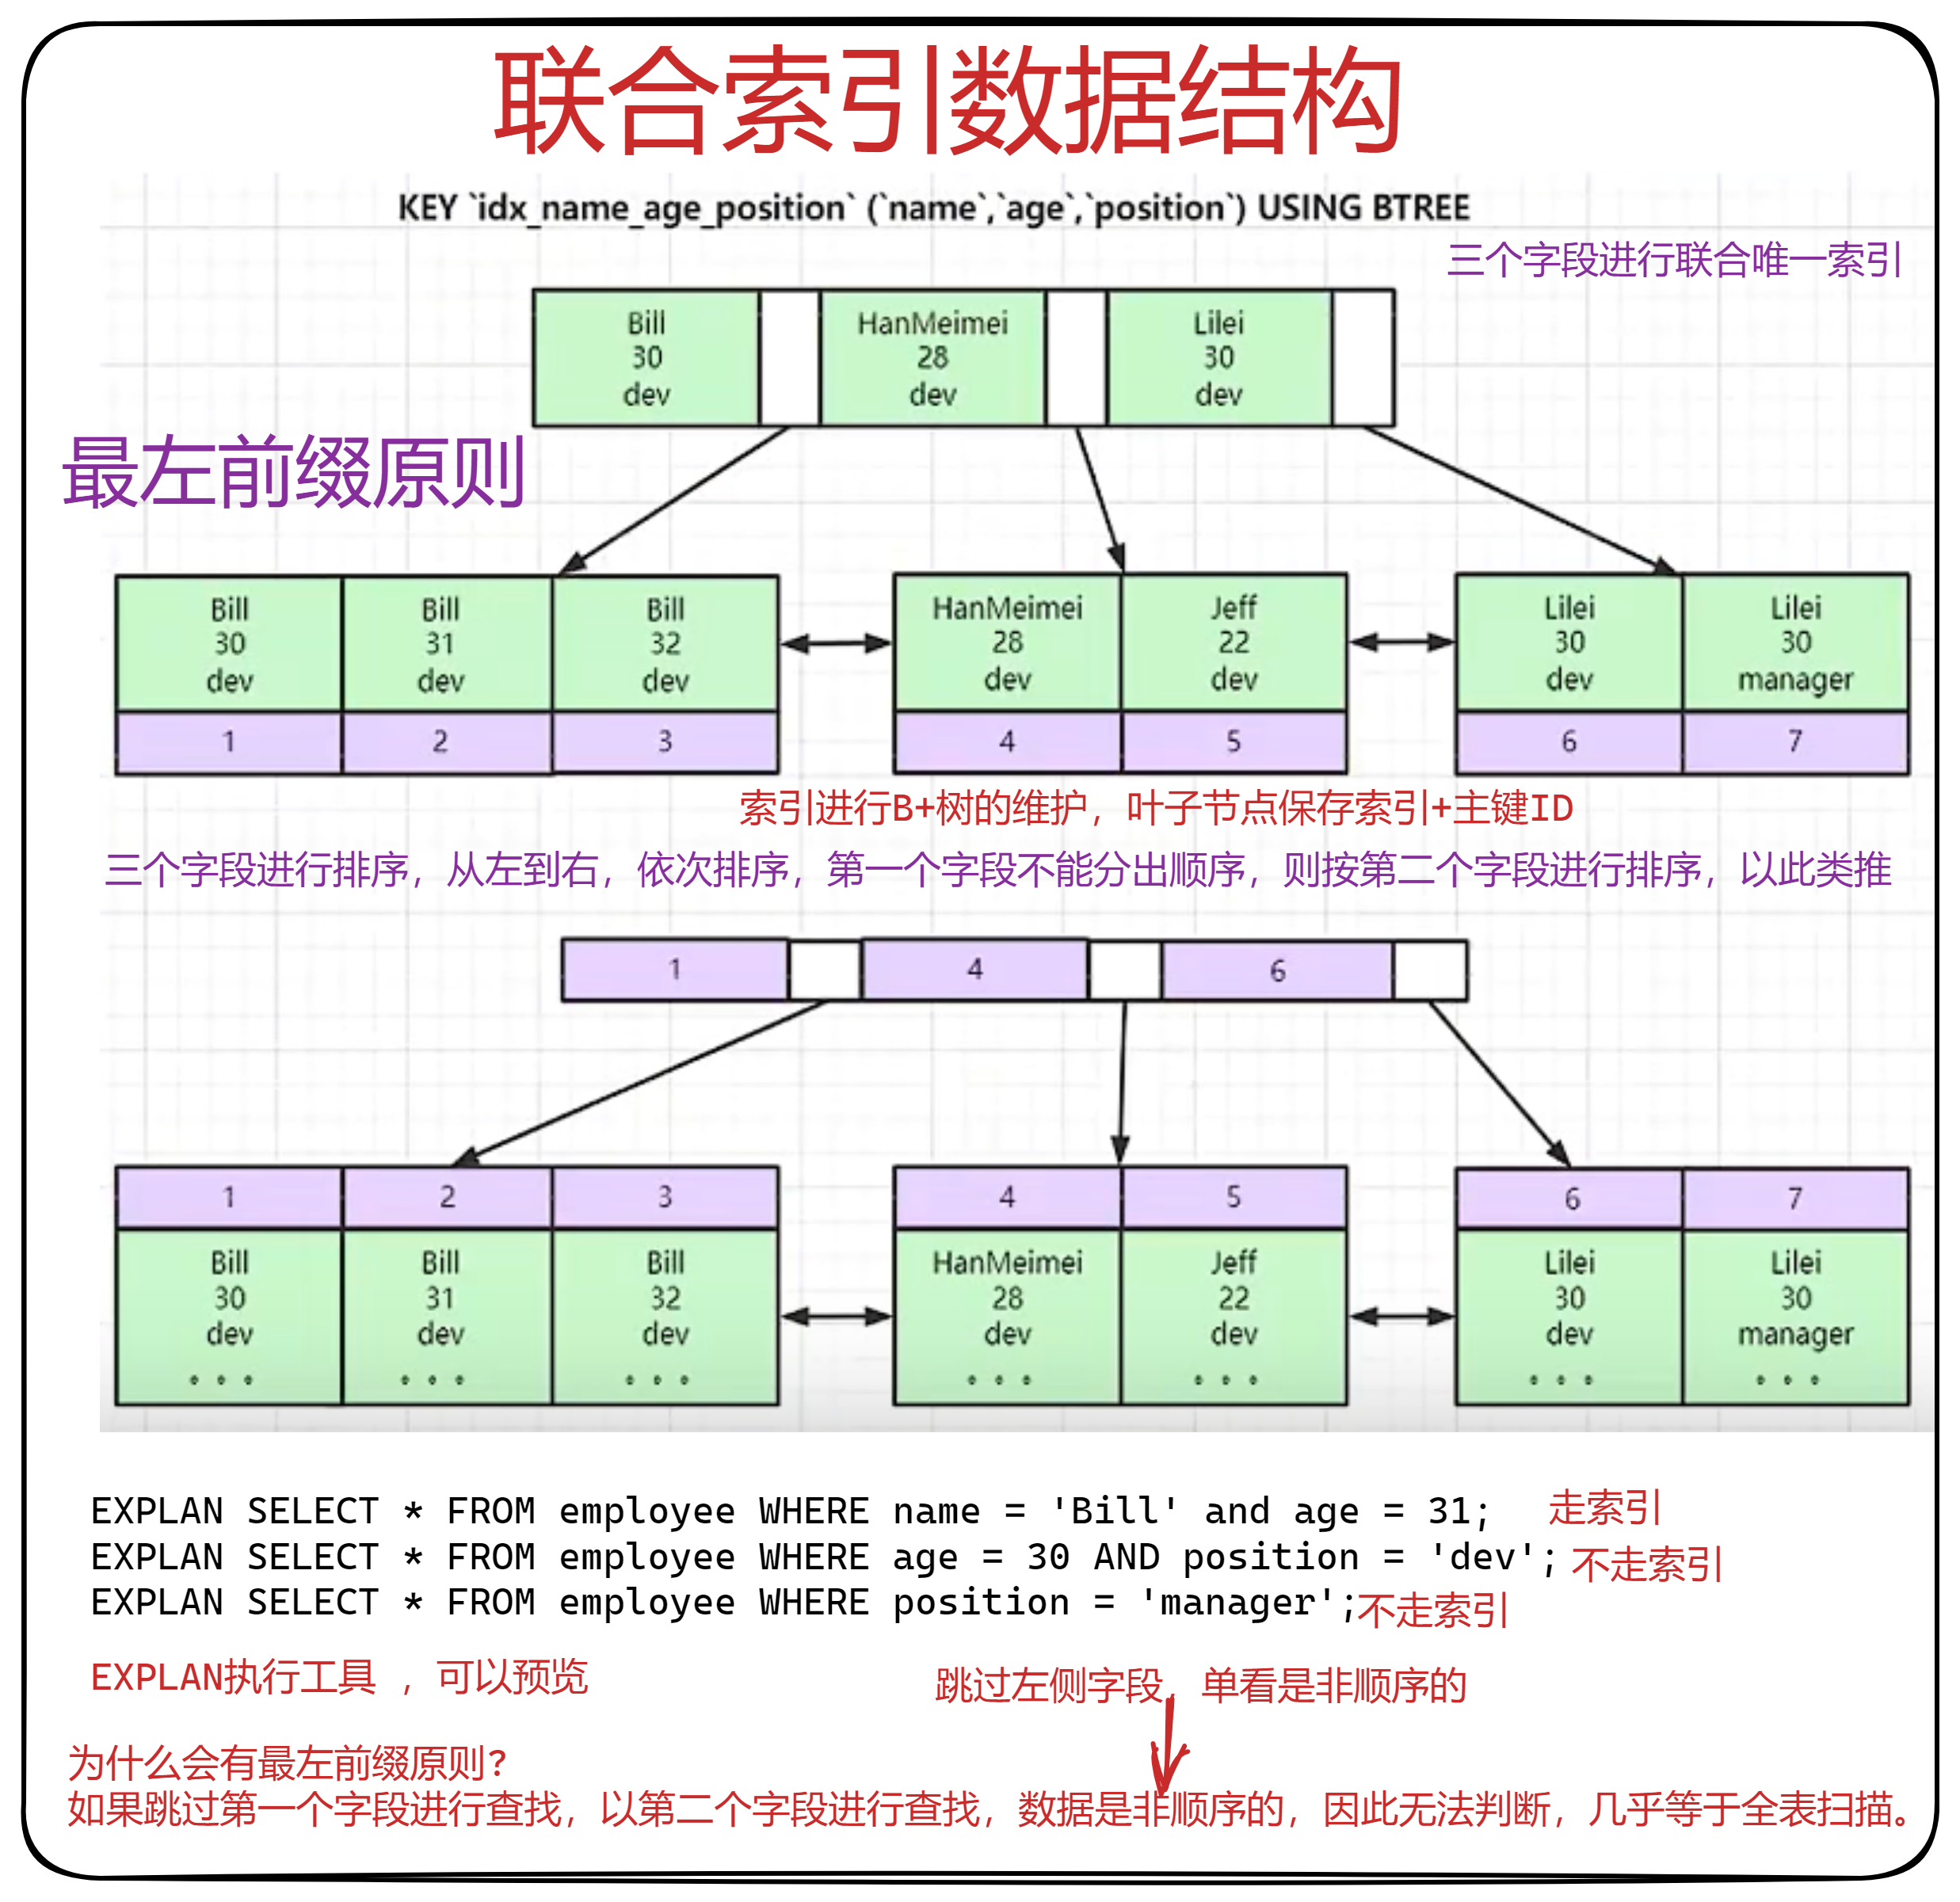 联合索引数据结构
KEY `idx_name_age_position` (`name`,`age`,`position`) USING BTREE
三个字段进行联合唯一索引
Bill
30
dev
HanMeimei
28
dev
Lilei
30
dev
最左前缀原则
Bill
30
dev
1
Bill
31
dev
2
Bill
32
dev
3
HanMeimei
28
dev
4
Jeff
22
dev
5
Lilei
30
dev
6
Lilei
30
manager
7
索引进行B+树的维护，叶子节点保存索引+主键ID
三个字段进行排序，从左到右，依次排序，第一个字段不能分出顺序，则按第二个字段进行排序，以此类推
1
4
6
1
Bill
30
dev
• • •
2
Bill
31
dev
• • •
3
Bill
32
dev
• • •
4
HanMeimei
28
dev
• • •
5
Jeff
22
dev
• • •
6
Lilei
30
dev
• • •
7
Lilei
30
manager
• • •
EXPLAN SELECT * FROM employee WHERE name = 'Bill' and age = 31; 走索引
EXPLAN SELECT * FROM employee WHERE age = 30 AND position = 'dev'; 不走索引
EXPLAN SELECT * FROM employee WHERE position = 'manager';不走索引
EXPLAN执行工具 ，可以预览
跳过左侧字段，单看是非顺序的
为什么会有最左前缀原则?
如果跳过第一个字段进行查找，以第二个字段进行查找，数据是非顺序的，因此无法判断，几乎等于全表扫描。